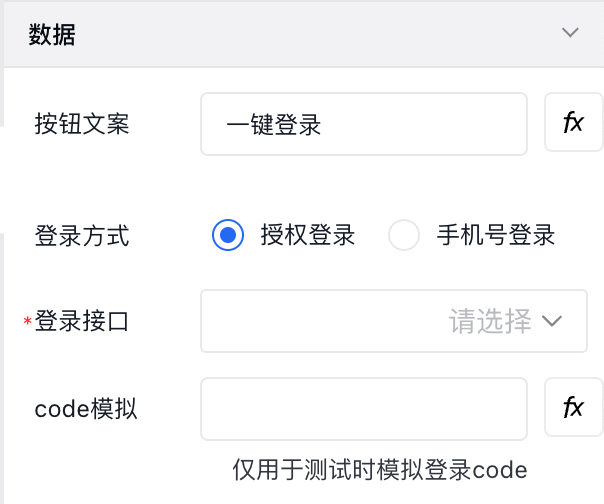 数据
按钮文案 一键登录 fx
登录方式 授权登录 手机号登录
*登录接口 请选择
code模拟 fx
仅用于测试时模拟登录code